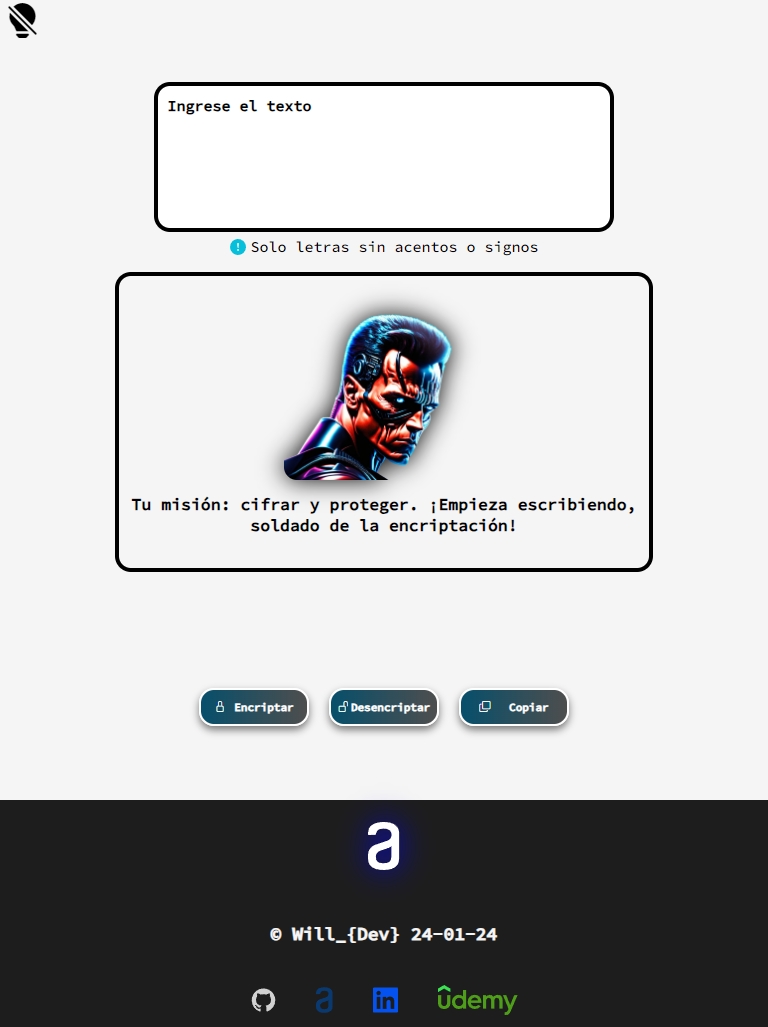 Ingrese el texto
! Solo letras sin acentos o signos
Tu misión: cifrar y proteger. ¡Empieza escribiendo,
soldado de la encriptación!
Encriptar Desencriptar Copiar
a
© Will_{Dev} 24-01-24
a in udemy